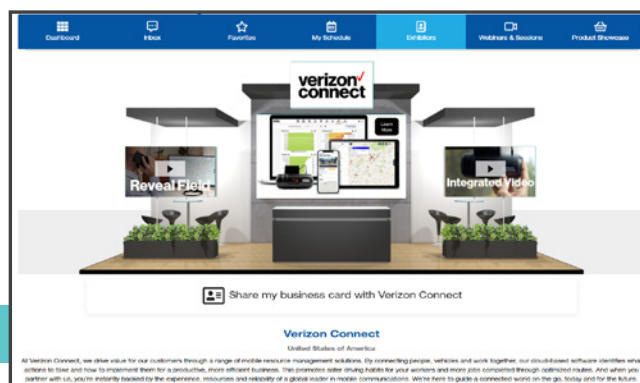 Dashboard
Inbox
Favorites
My Schedule
Exhibitors
Webinars & Sessions
Product Showcase
verizon✓
connect
Learn
More
Reveal Field
Integrated Video
Share my business card with Verizon Connect
Verizon Connect
United States of America
At Verizon Connect, we drive value for our customers through a range of mobile resource management solutions. By connecting people, vehicles and work together, our cloud-based software identifies what
actions to take and how to implement them for a productive, more efficient business. This promotes safer driving habits for your workers and more jobs completed through optimized routes. And when you
partner with us, you're instantly backed by the experience, resources and reliability of a global leader in mobile communications. We're here to guide a connected world on the go, today and for the future.